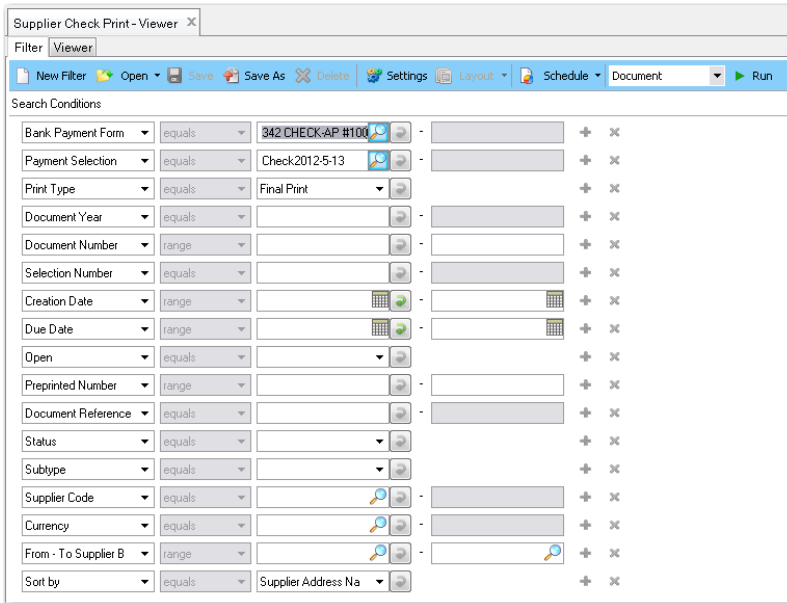 Supplier Check Print - Viewer
Filter Viewer
New Filter Open Save Save As Delete Settings Layout Schedule Document Run
Search Conditions
Bank Payment Form equals 342 CHECK-AP #100 -
Payment Selection equals Check2012-5-13 -
Print Type equals Final Print
Document Year equals -
Document Number range -
Selection Number equals -
Creation Date range -
Due Date range -
Open equals
Preprinted Number range -
Document Reference equals -
Status equals
Subtype equals
Supplier Code equals -
Currency equals -
From - To Supplier B range -
Sort by equals Supplier Address Na